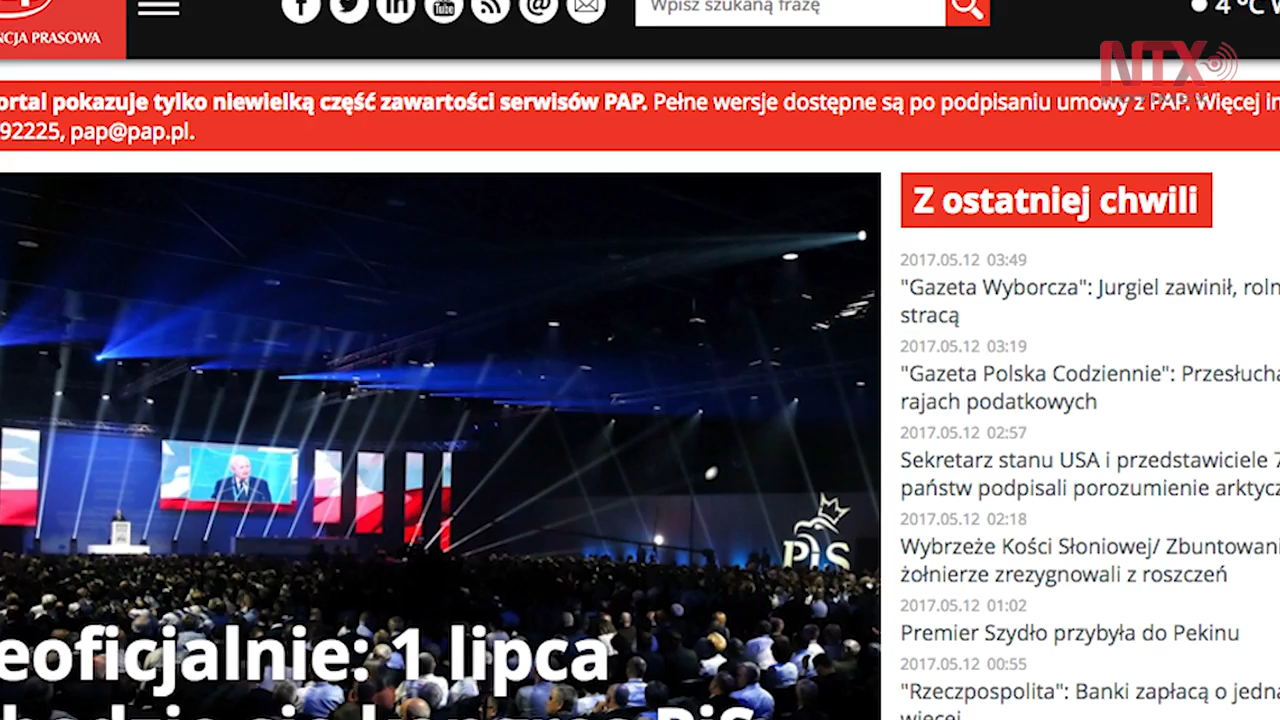 NCJA PRASOWA
Wpisz szukaną frazę
4 °C
NTX
ortal pokazuje tylko niewielką część zawartości serwisów PAP. Pełne wersje dostępne są po podpisaniu umowy z PAP. Więcej in
92225, pap@pap.pl.
PiS
eoficjalnie: 1 lipca
Z ostatniej chwili
2017.05.12 03:49
"Gazeta Wyborcza": Jurgiel zawinił, roln
stracą
2017.05.12 03:19
"Gazeta Polska Codziennie": Przesłucha
rajach podatkowych
2017.05.12 02:57
Sekretarz stanu USA i przedstawiciele 7
państw podpisali porozumienie arktycz
2017.05.12 02:18
Wybrzeże Kości Słoniowej/ Zbuntowani
żołnierze zrezygnowali z roszczeń
2017.05.12 01:02
Premier Szydło przybyła do Pekinu
2017.05.12 00:55
"Rzeczpospolita": Banki zapłacą o jedna
więcej